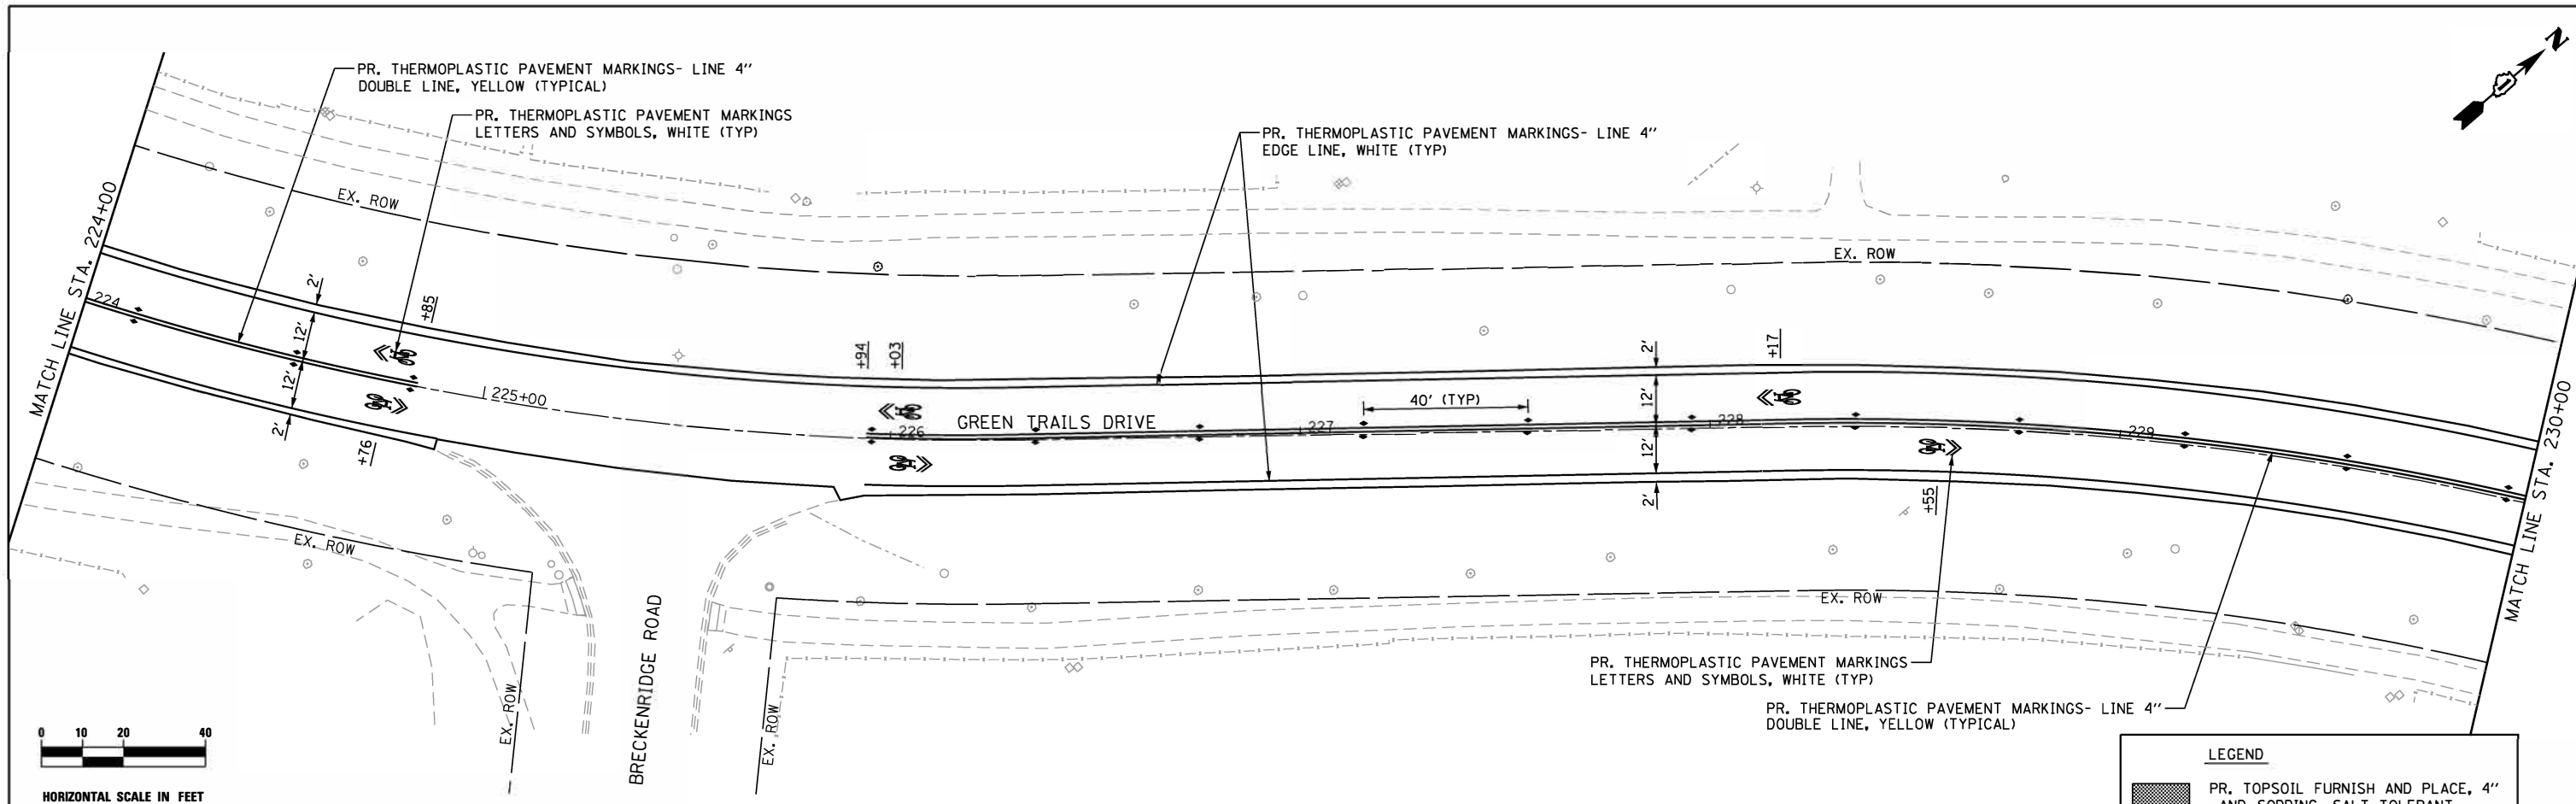 N
PR. THERMOPLASTIC PAVEMENT MARKINGS- LINE 4"
DOUBLE LINE, YELLOW (TYPICAL)
PR. THERMOPLASTIC PAVEMENT MARKINGS
LETTERS AND SYMBOLS, WHITE (TYP)
PR. THERMOPLASTIC PAVEMENT MARKINGS- LINE 4"
EDGE LINE, WHITE (TYP)
MATCH LINE STA. 224+00
EX. ROW
EX. ROW
224
2'
12'
12'
2'
+85
+76
225+00
+94
+03
226
GREEN TRAILS DRIVE
227
40' (TYP)
2'
12'
12'
2'
228
+17
229
+55
MATCH LINE STA. 230+00
EX. ROW
EX. ROW
EX. ROW
BRECKENRIDGE ROAD
EX. ROW
PR. THERMOPLASTIC PAVEMENT MARKINGS
LETTERS AND SYMBOLS, WHITE (TYP)
PR. THERMOPLASTIC PAVEMENT MARKINGS- LINE 4"
DOUBLE LINE, YELLOW (TYPICAL)
0 10 20 40
HORIZONTAL SCALE IN FEET
LEGEND
PR. TOPSOIL FURNISH AND PLACE, 4"
AND SODDING, SALT TOLERANT